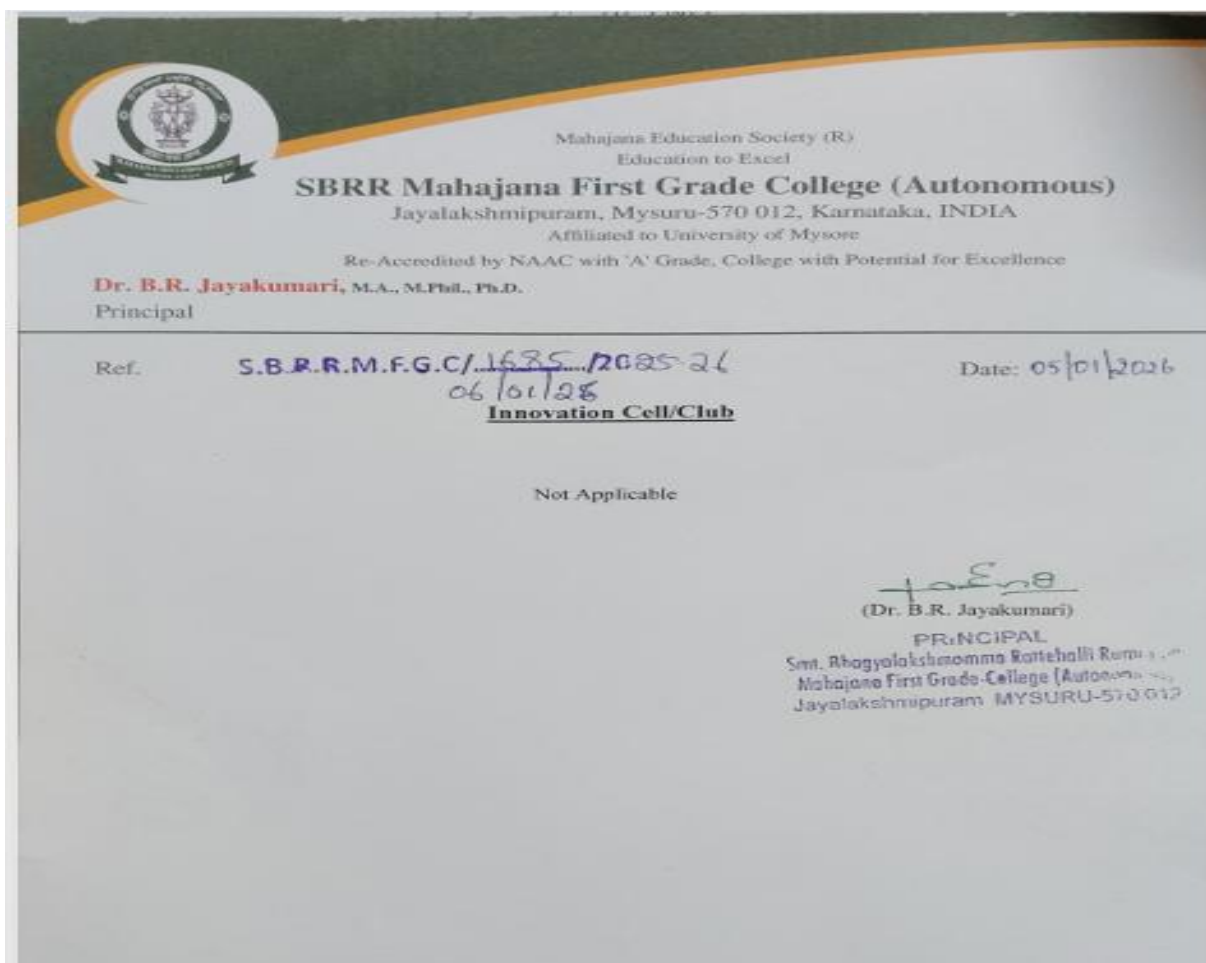 Mahajana Education Society (R)
Education to Excel
SBRR Mahajana First Grade College (Autonomous)
Jayalakshmipuram, Mysuru-570 012, Karnataka, INDIA
Affiliated to University of Mysore
Re-Accredited by NAAC with 'A' Grade, College with Potential for Excellence
Dr. B.R. Jayakumari, M.A., M.Phil., Ph.D.
Principal
Ref. S.B.R.R.M.F.G.C/1685/2025-26 Date: 05/01/2026
06/01/26
Innovation Cell/Club
Not Applicable
(Dr. B.R. Jayakumari)
PRINCIPAL
Smt. Bhagyalakshmamma Rattehalli
Mahajana First Grade College
Jayalakshmipuram MYSURU-570 012